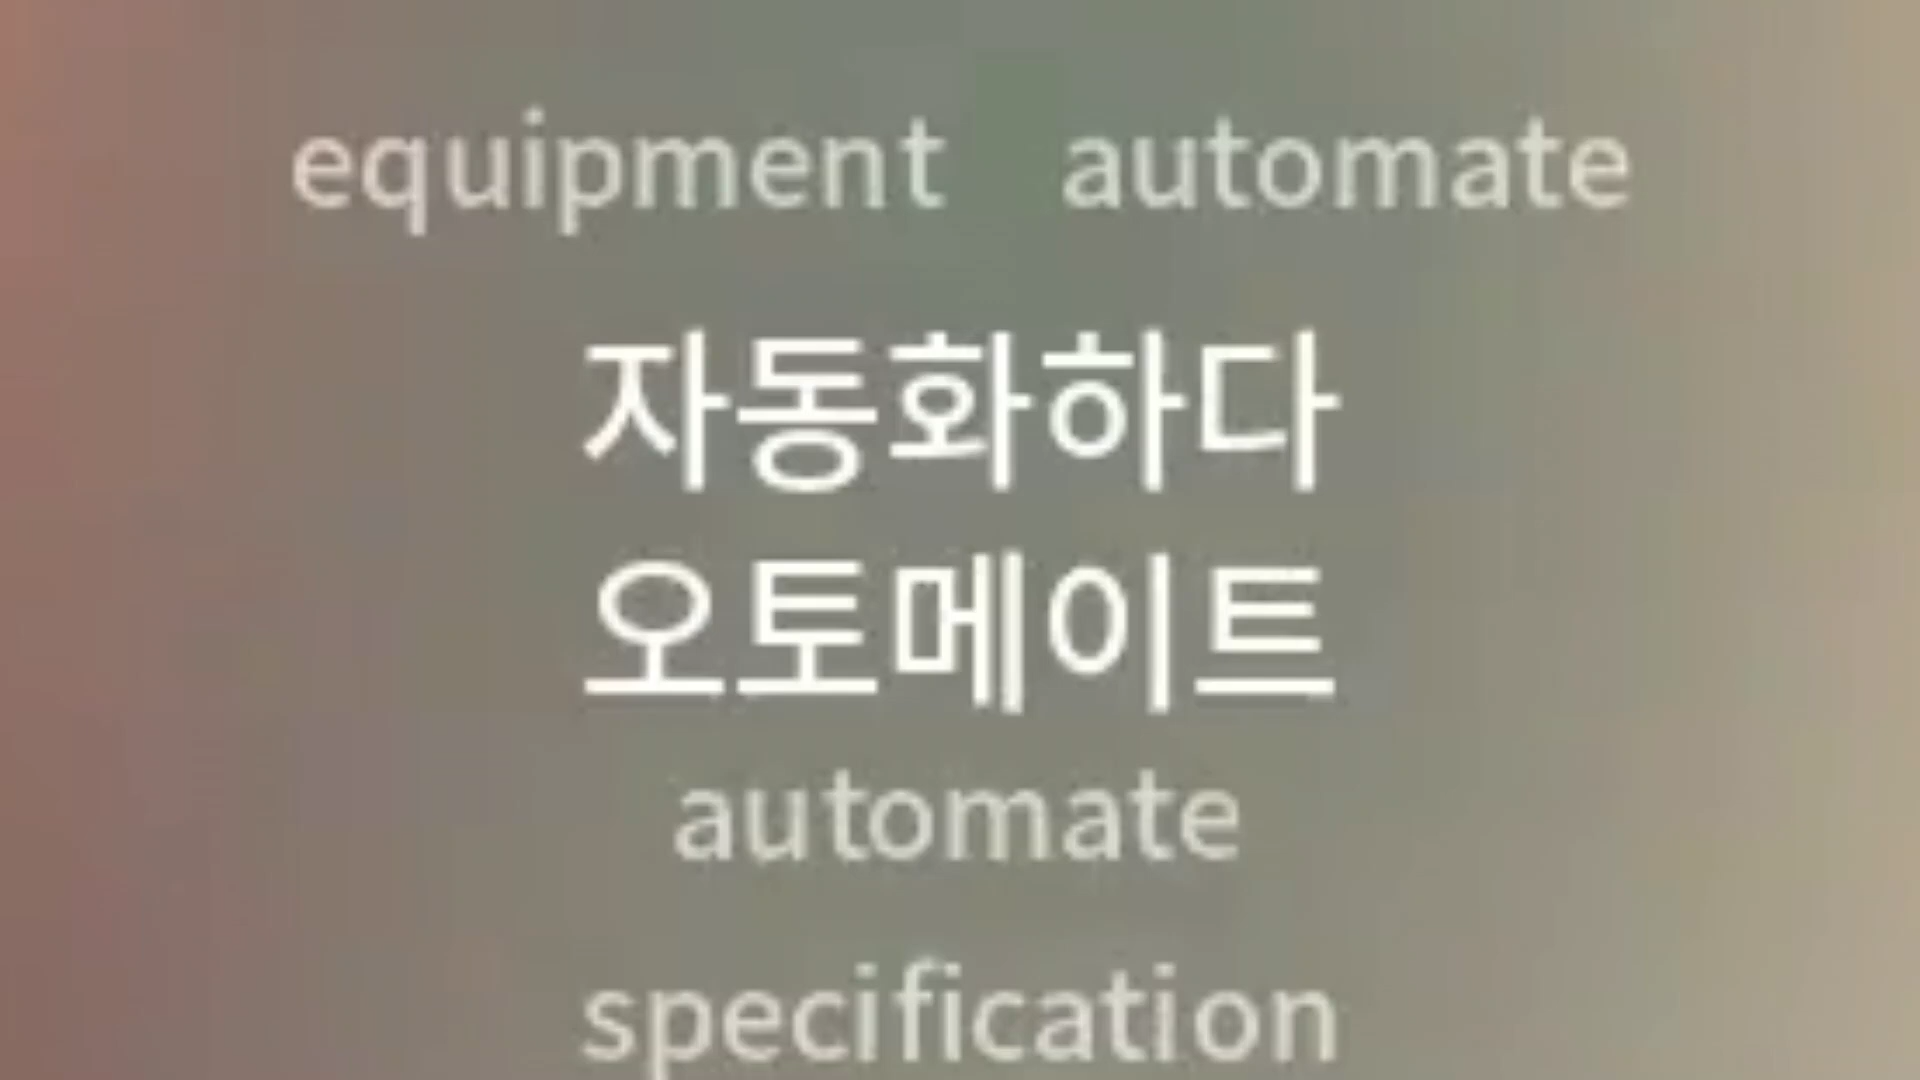 equipment automate
자동화하다
오토메이트
automate
specification